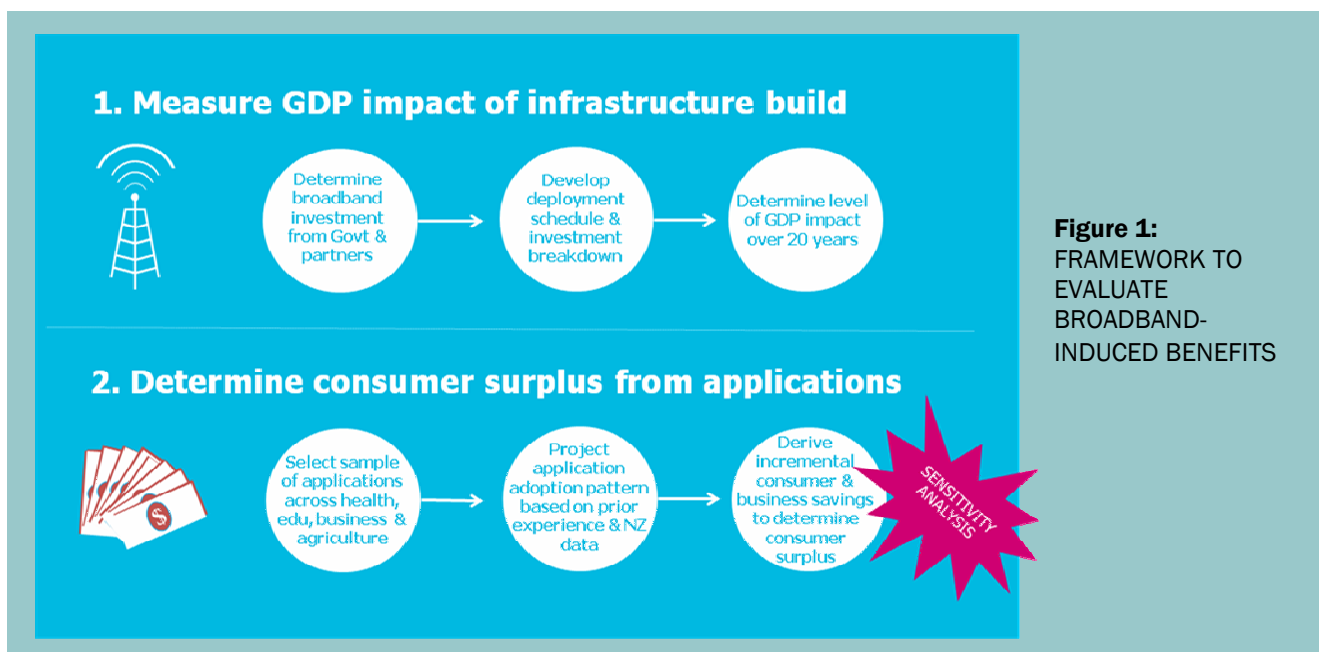 1. Measure GDP impact of infrastructure build
Determine
broadband
investment
from Govt &
partners
Develop
deployment
schedule &
investment
breakdown
Determine level
of GDP impact
over 20 years
2. Determine consumer surplus from applications
Select sample
of applications
across health,
edu, business &
agriculture
Project
application
adoption pattern
based on prior
experience & NZ
data
Derive
incremental
consumer &
business savings
to determine
consumer
surplus
SENSITIVITY
ANALYSIS
$
Figure 1:
FRAMEWORK TO
EVALUATE
BROADBAND-
INDUCED BENEFITS